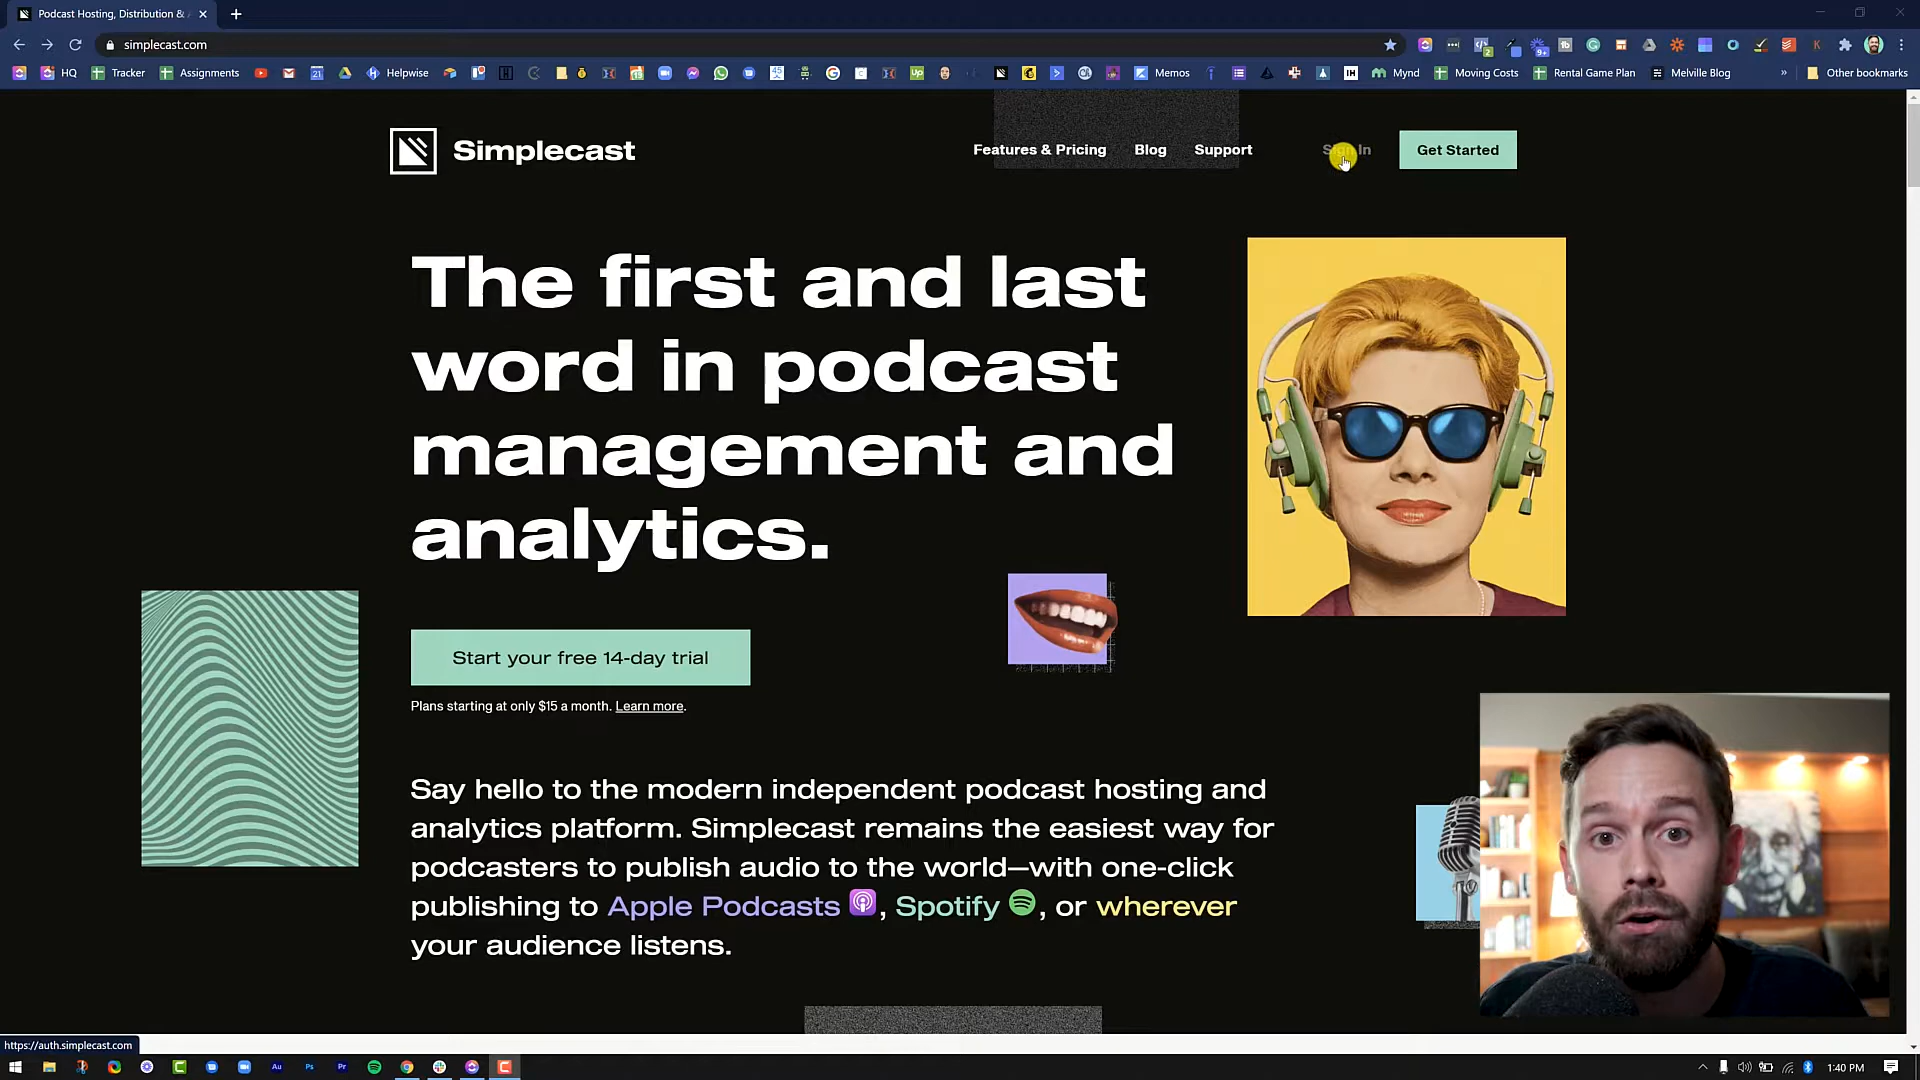 Podcast Hosting, Distribution & A
simplecast.com
HQ
Tracker
Assignments
Helpwise
Memos
Mynd
Moving Costs
Rental Game Plan
Melville Blog
Other bookmarks
Simplecast
Features & Pricing
Blog
Support
Sign In
Get Started
The first and last
word in podcast
management and
analytics.
Start your free 14-day trial
Plans starting at only $15 a month. Learn more.
Say hello to the modern independent podcast hosting and
analytics platform. Simplecast remains the easiest way for
podcasters to publish audio to the world—with one-click
publishing to Apple Podcasts, Spotify, or wherever
your audience listens.
https://auth.simplecast.com
1:40 PM